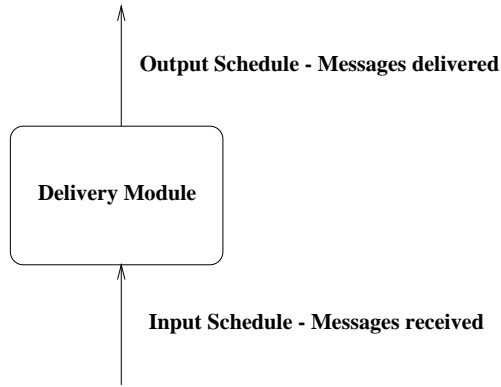 Output Schedule - Messages delivered
Delivery Module
Input Schedule - Messages received